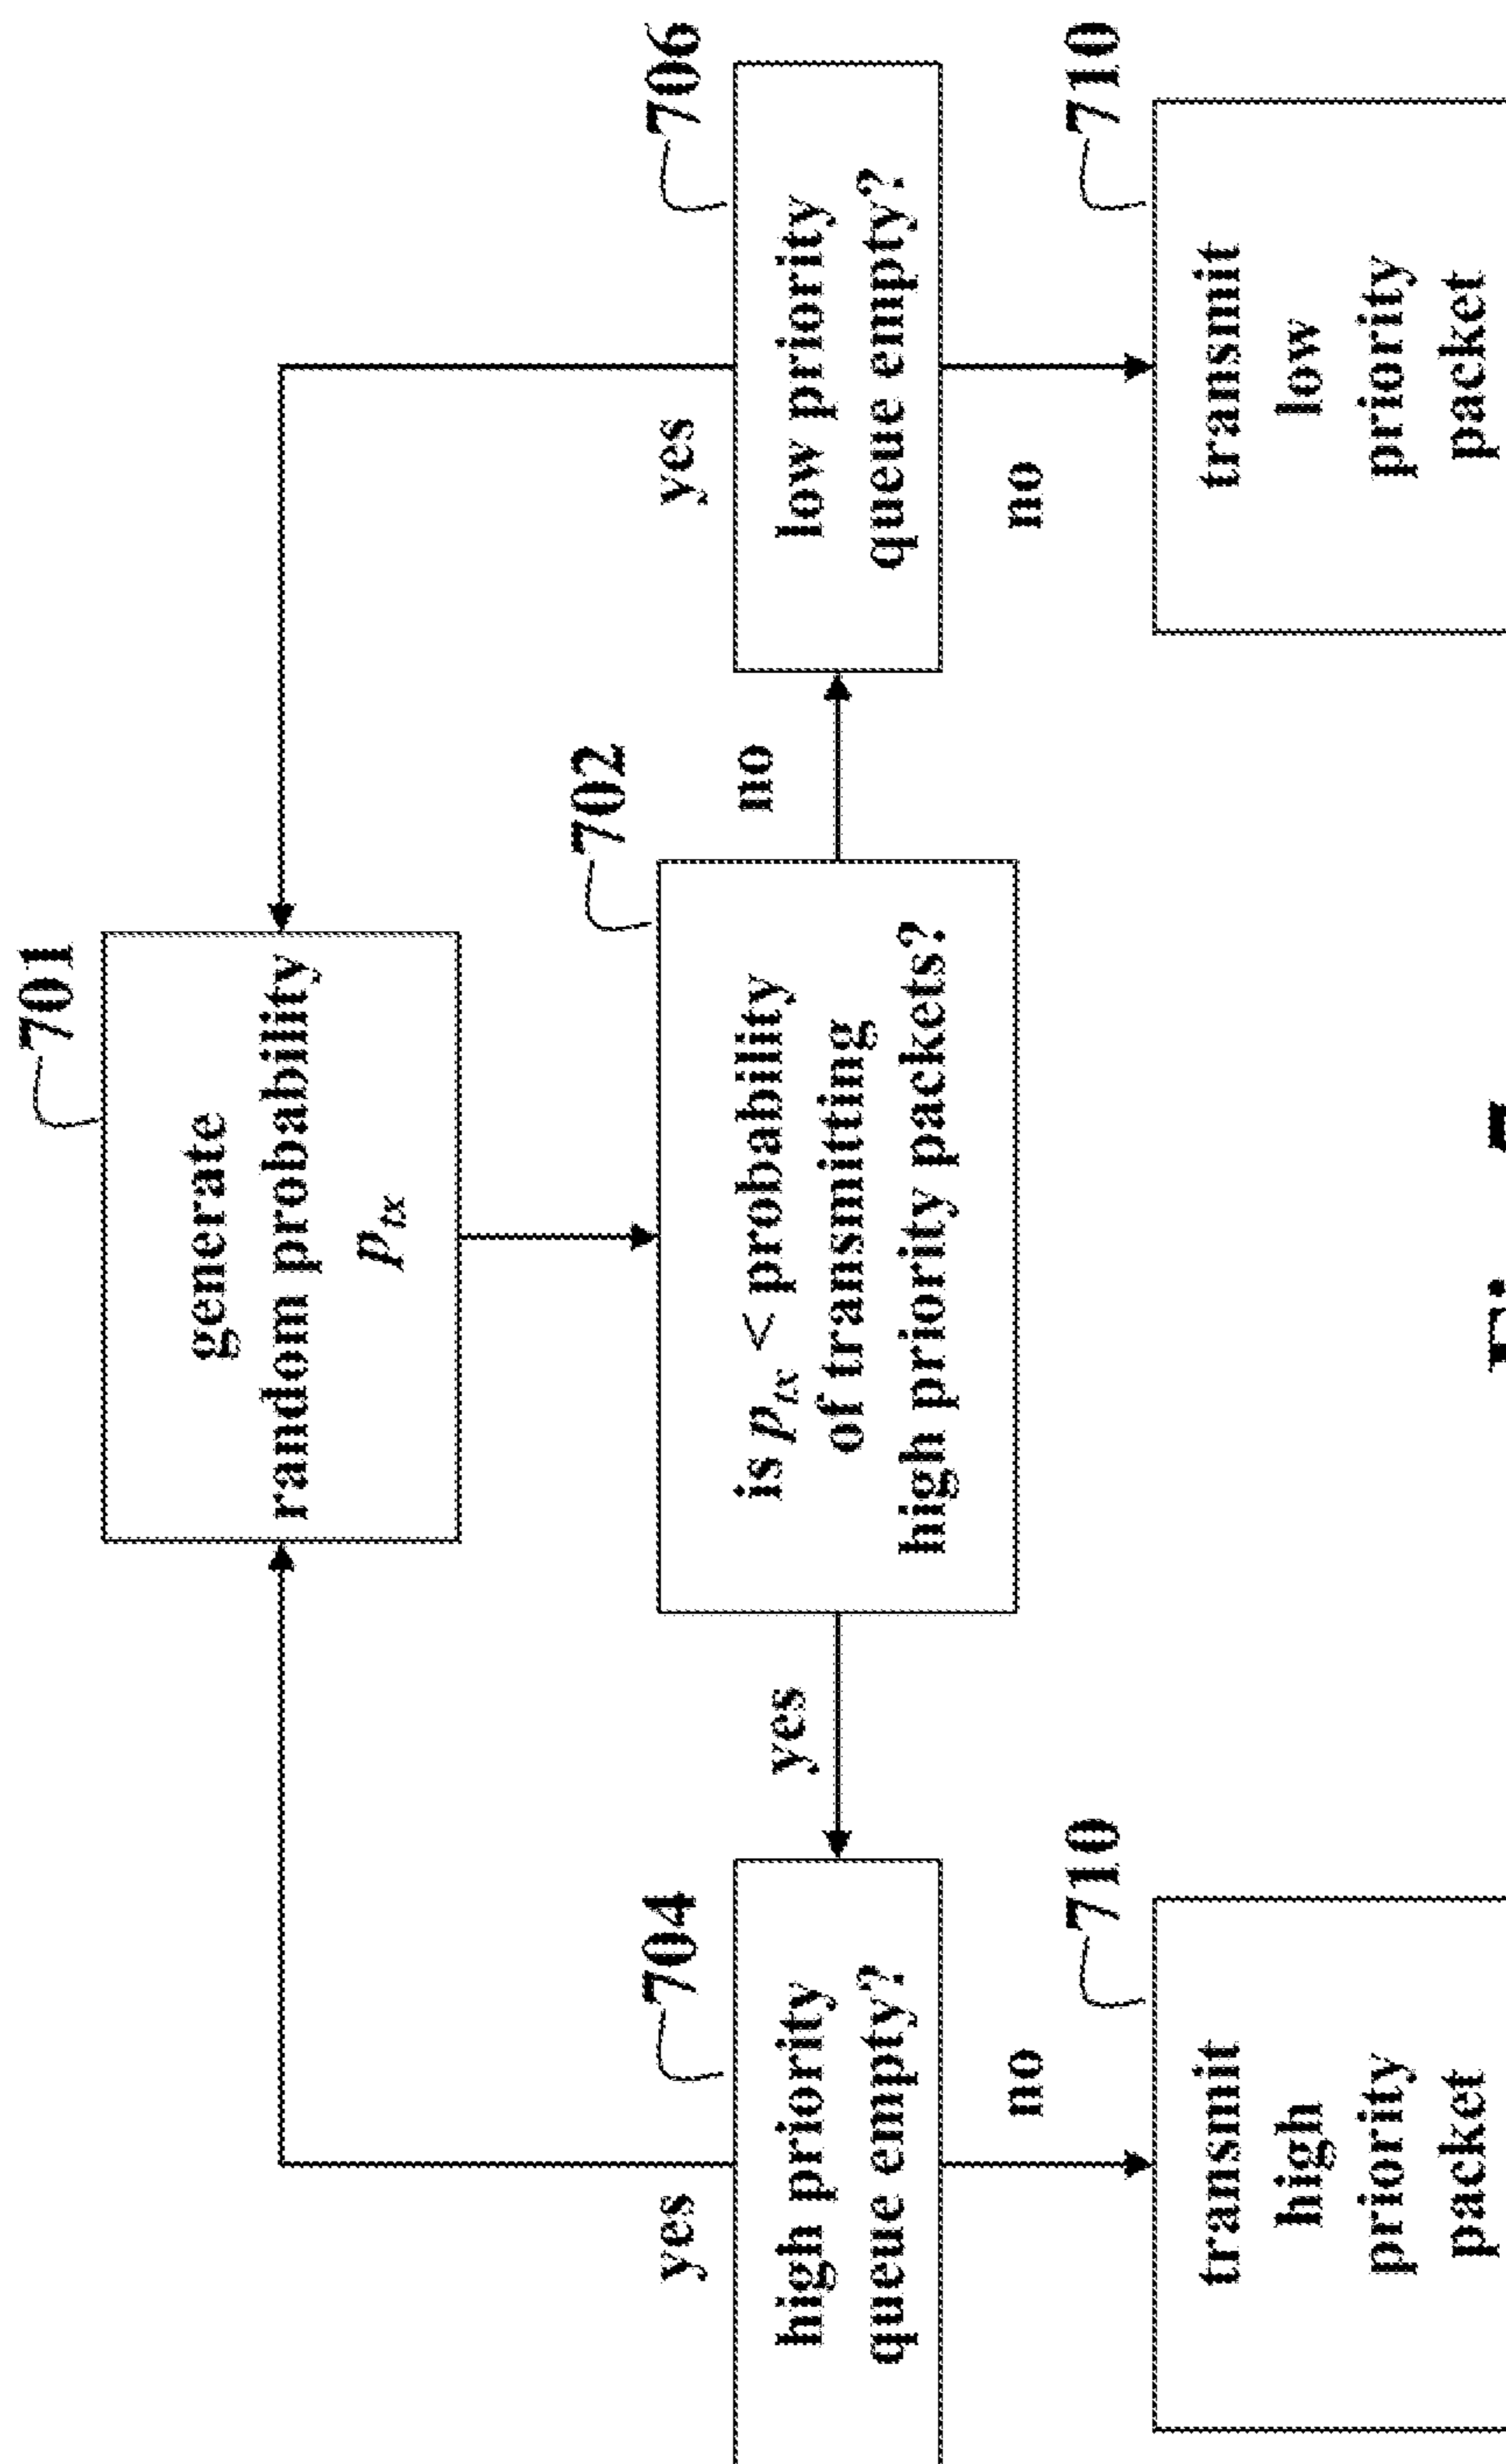 701
generate
random probability
p_tx
702
is p_tx < probability
of transmitting
high priority packets?
yes
no
704
high priority
queue empty?
yes
no
706
low priority
queue empty?
yes
no
710
transmit
high
priority
packet
710
transmit
low
priority
packet